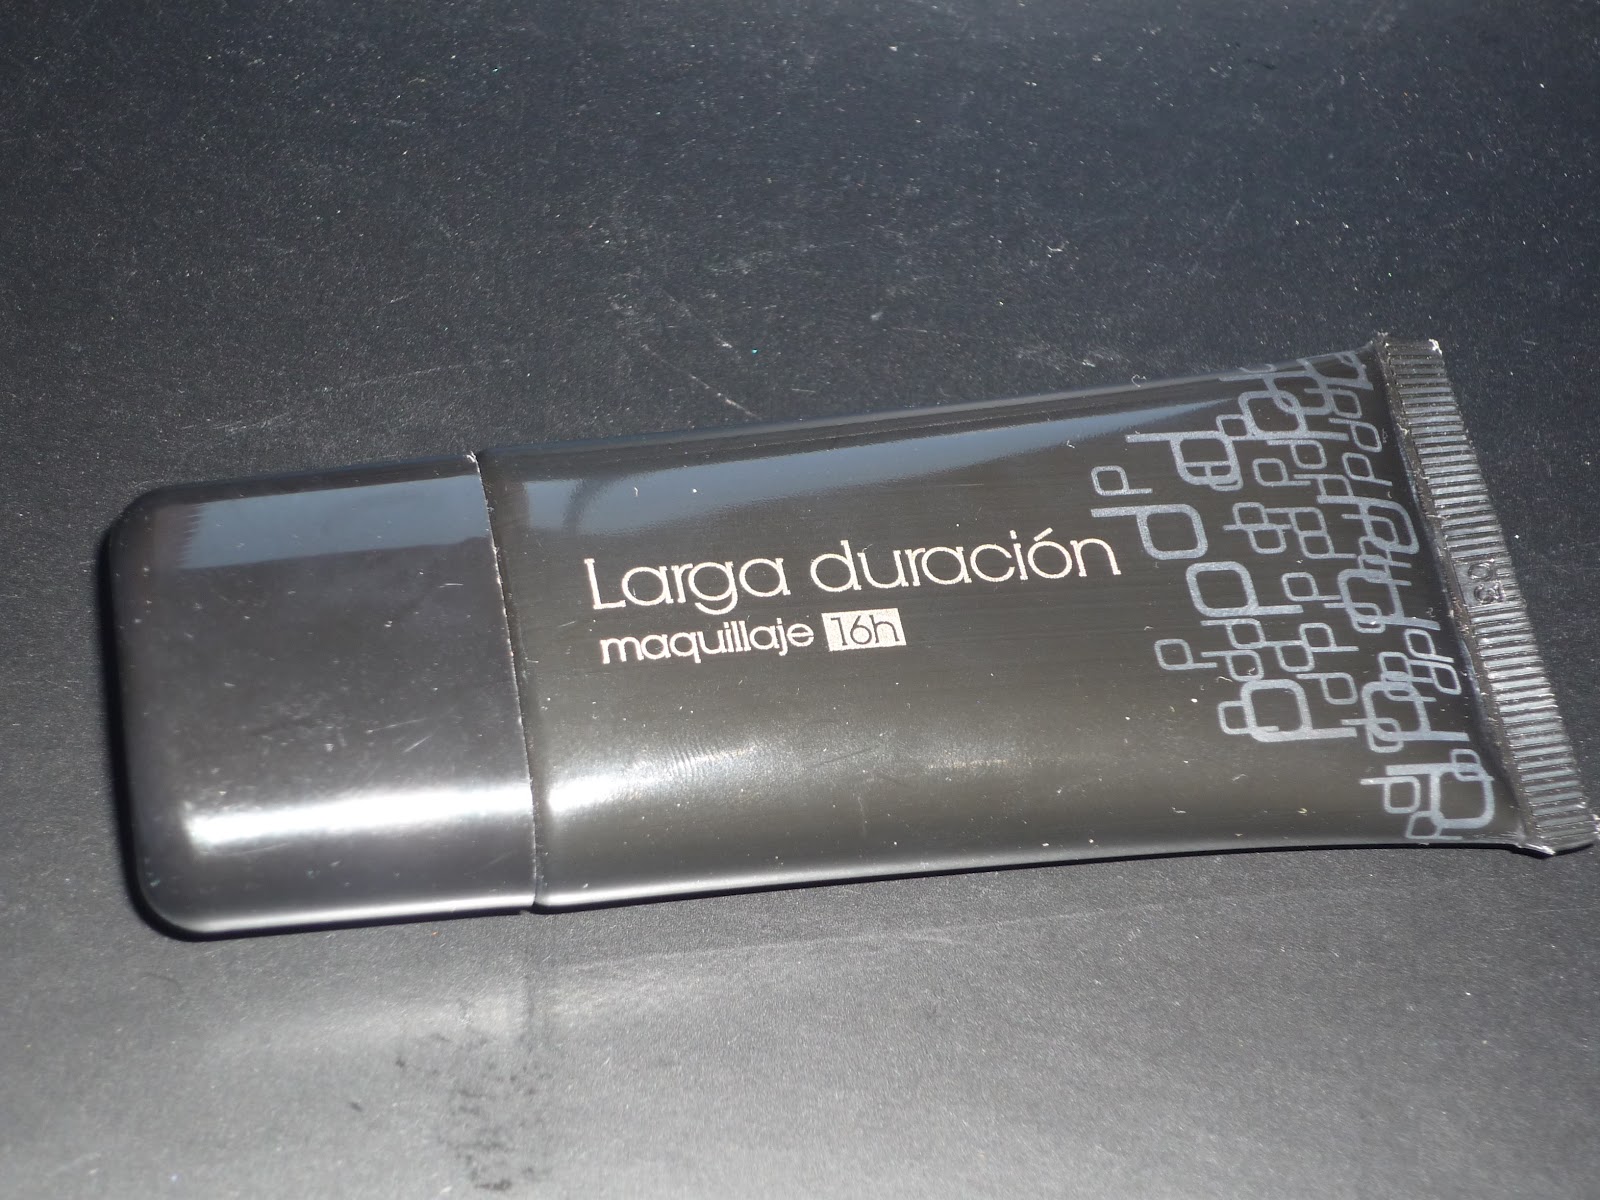 Larga duración
maquillaje 16h